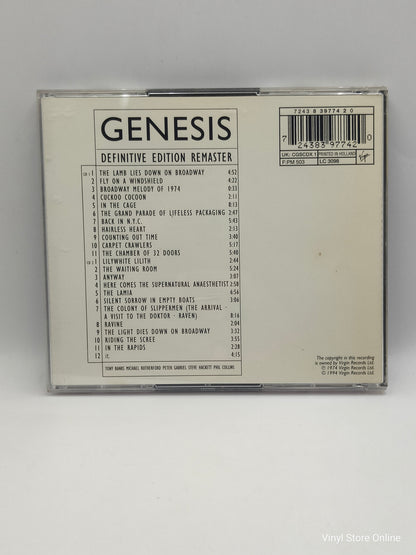 GENESIS
DEFINITIVE EDITION REMASTER
CD 1 1 THE LAMB LIES DOWN ON BROADWAY 4:52
2 FLY ON A WINDSHIELD 4:22
3 BROADWAY MELODY OF 1974 0:33
4 CUCKOO COCOON 2:11
5 IN THE CAGE 8:13
6 THE GRAND PARADE OF LIFELESS PACKAGING 2:47
7 BACK IN N.Y.C. 5:43
8 HAIRLESS HEART 2:13
9 COUNTING OUT TIME 3:40
10 CARPET CRAWLERS 5:17
11 THE CHAMBER OF 32 DOORS 5:40
CD 2 1 LILYWHITE LILITH 2:44
2 THE WAITING ROOM 5:24
3 ANYWAY 3:07
4 HERE COMES THE SUPERNATURAL ANAESTHETIST 2:58
5 THE LAMIA 6:56
6 SILENT SORROW IN EMPTY BOATS 3:06
7 THE COLONY OF SLIPPERMEN (THE ARRIVAL -
A VISIT TO THE DOKTOR - RAVEN) 8:16
8 RAVINE 2:04
9 THE LIGHT DIES DOWN ON BROADWAY 3:32
10 RIDING THE SCREE 3:55
11 IN THE RAPIDS 2:28
12 it. 4:15
TONY BANKS MICHAEL RUTHERFORD PETER GABRIEL STEVE HACKETT PHIL COLLINS
7243 8 39774 2 0
7 24383 97742 0
UK: CGSCDX 1 PRINTED IN HOLLAND
F:PM 503 LC 3098
Virgin
The copyright in this recording
is owned by Virgin Records Ltd.
℗ 1974 Virgin Records Ltd.
© 1994 Virgin Records Ltd.
Vinyl Store Online